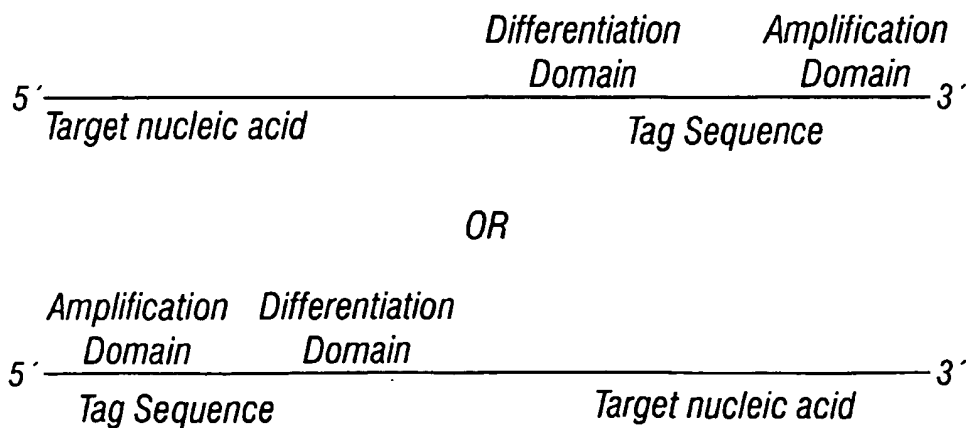 Differentiation Amplification
Domain Domain
5´ 3´
Target nucleic acid Tag Sequence
OR
Amplification Differentiation
Domain Domain
5´ 3´
Tag Sequence Target nucleic acid